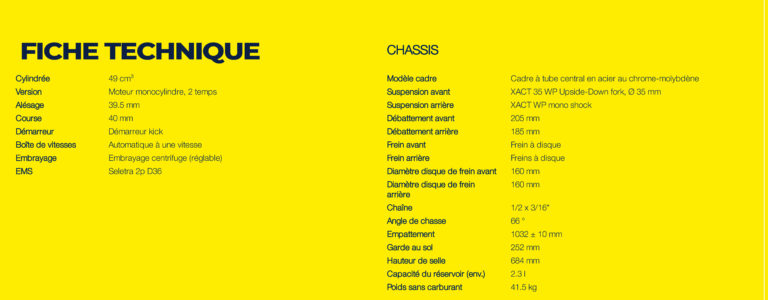 FICHE TECHNIQUE
Cylindrée 49 cm³
Version Moteur monocylindre, 2 temps
Alésage 39.5 mm
Course 40 mm
Démarreur Démarreur kick
Boîte de vitesses Automatique à une vitesse
Embrayage Embrayage centrifuge (réglable)
EMS Seletra 2p D36
CHASSIS
Modèle cadre Cadre à tube central en acier au chrome-molybdène
Suspension avant XACT 35 WP Upside-Down fork, Ø 35 mm
Suspension arrière XACT WP mono shock
Débattement avant 205 mm
Débattement arrière 185 mm
Frein avant Frein à disque
Frein arrière Freins à disque
Diamètre disque de frein avant 160 mm
Diamètre disque de frein 160 mm
arrière
Chaîne 1/2 x 3/16"
Angle de chasse 66 °
Empattement 1032 ± 10 mm
Garde au sol 252 mm
Hauteur de selle 684 mm
Capacité du réservoir (env.) 2.3 l
Poids sans carburant 41.5 kg